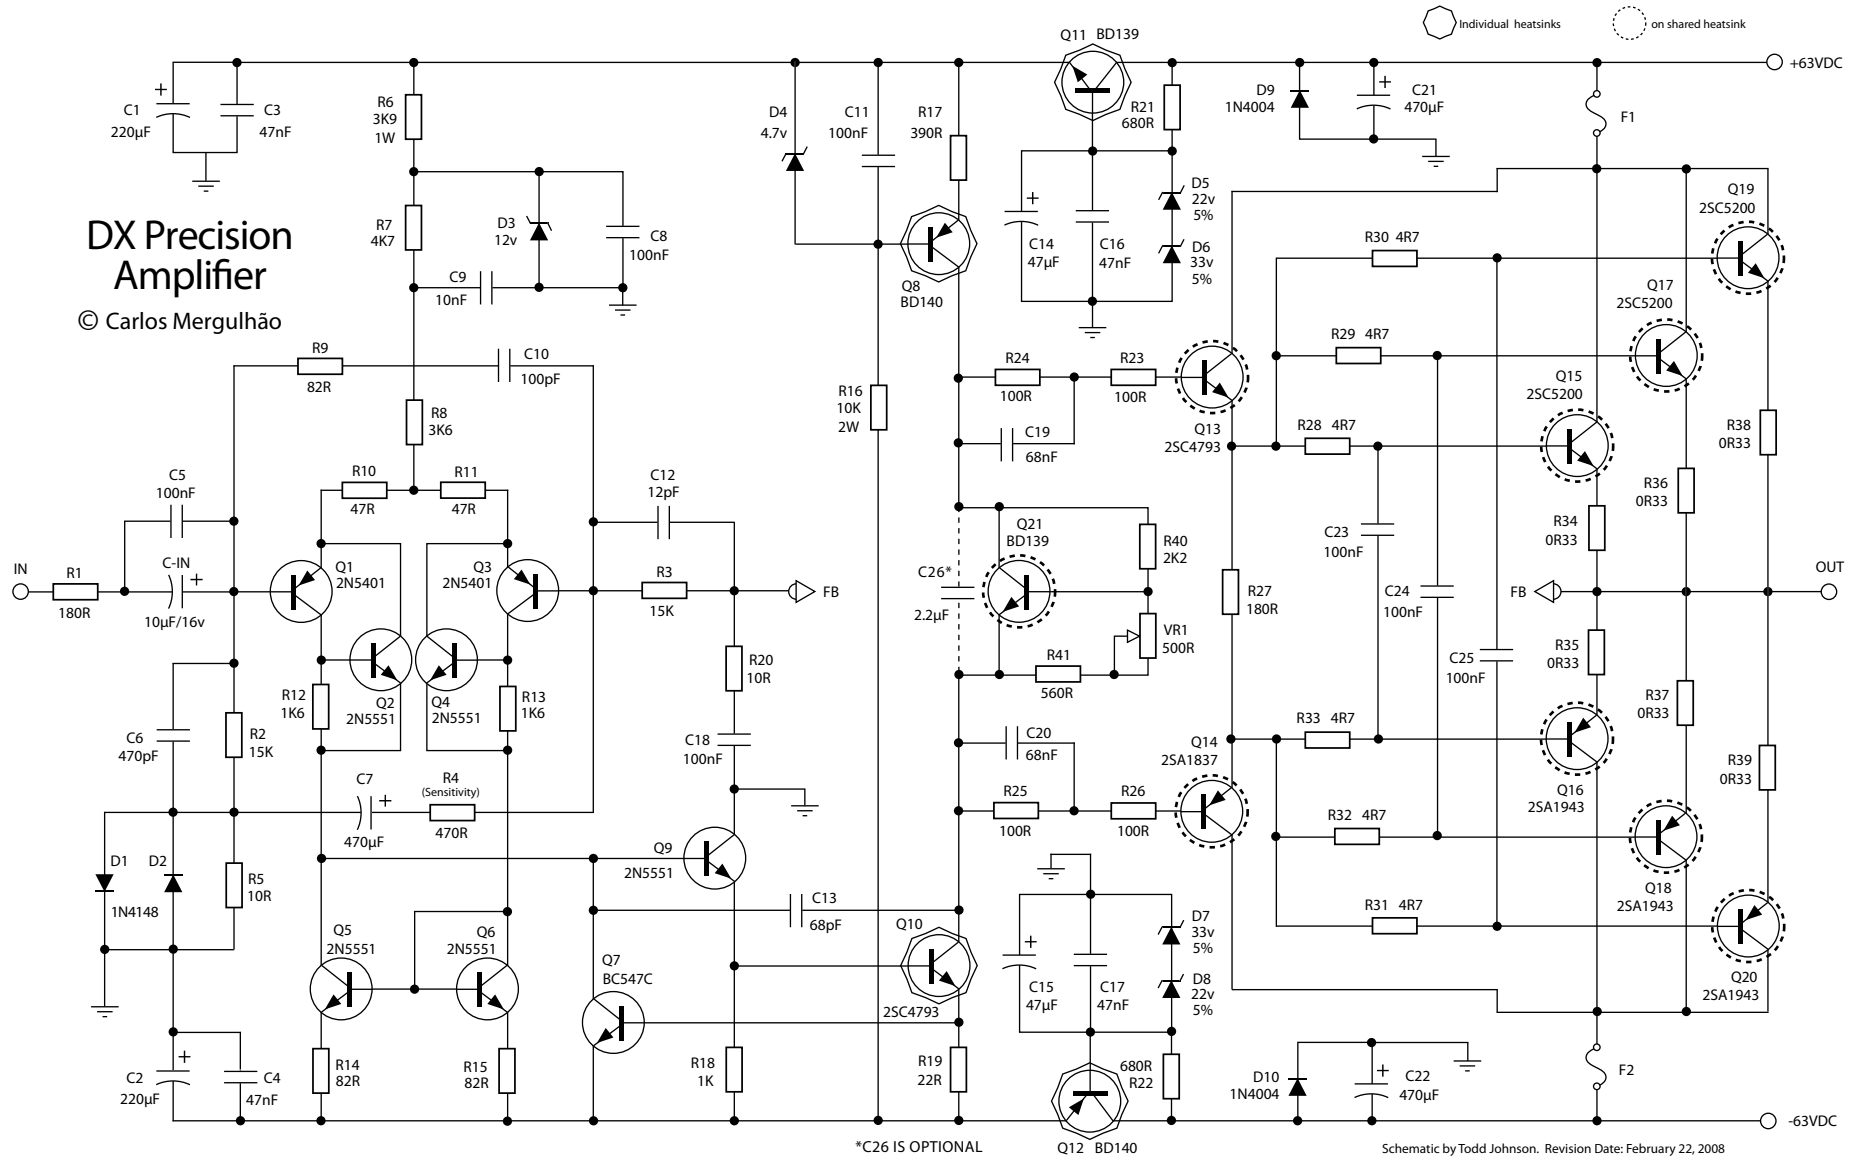 Individual heatsinks
on shared heatsink
Q11 BD139
+63VDC
C1
220µF
C3
47nF
R6
3K9
1W
D4
4.7v
C11
100nF
R17
390R
R21
680R
D9
1N4004
C21
470µF
F1
DX Precision
Amplifier
© Carlos Mergulhão
R7
4K7
D3
12v
C8
100nF
C9
10nF
Q8
BD140
C14
47µF
C16
47nF
D5
22v
5%
D6
33v
5%
R30 4R7
Q19
2SC5200
Q17
2SC5200
R29 4R7
Q15
2SC5200
R28 4R7
R9
82R
C10
100pF
R8
3K6
R16
10K
2W
R24
100R
R23
100R
C19
68nF
Q13
2SC4793
R38
0R33
R36
0R33
R34
0R33
C5
100nF
R10
47R
R11
47R
C12
12pF
Q21
BD139
R40
2K2
C23
100nF
IN
R1
180R
C-IN
10µF/16v
Q1
2N5401
Q3
2N5401
R3
15K
FB
C26*
2.2µF
R27
180R
C24
100nF
FB
OUT
VR1
500R
R41
560R
C25
100nF
R35
0R33
R12
1K6
Q2
2N5551
Q4
2N5551
R13
1K6
R20
10R
R37
0R33
C6
470pF
R2
15K
C18
100nF
C20
68nF
Q14
2SA1837
R33 4R7
Q16
2SA1943
R39
0R33
C7
470µF
R4
(Sensitivity)
470R
R25
100R
R26
100R
R32 4R7
D1
D2
1N4148
R5
10R
Q9
2N5551
Q18
2SA1943
C13
68pF
R31 4R7
Q5
2N5551
Q6
2N5551
Q7
BC547C
Q10
2SC4793
C15
47µF
C17
47nF
D7
33v
5%
D8
22v
5%
Q20
2SA1943
C2
220µF
C4
47nF
R14
82R
R15
82R
R18
1K
R19
22R
680R
R22
D10
1N4004
C22
470µF
F2
-63VDC
*C26 IS OPTIONAL
Q12 BD140
Schematic by Todd Johnson. Revision Date: February 22, 2008